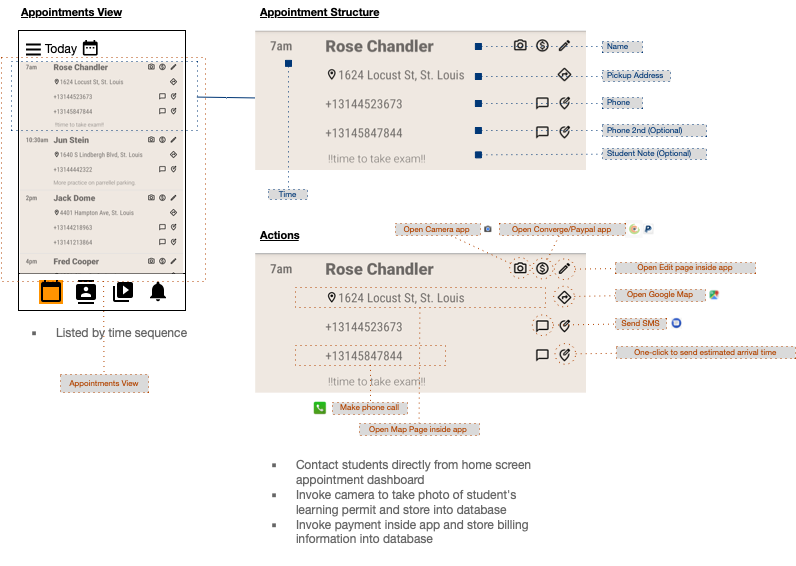 Appointments View
Today
7am Rose Chandler
1624 Locust St, St. Louis
+13144523673
+13145847844
!!time to take exam!!
10:30am Jun Stein
1640 S Lindbergh Blvd, St. Louis
+13144442322
More practice on parrellel parking.
2pm Jack Dome
4401 Hampton Ave, St. Louis
+13144218963
+13141213864
4pm Fred Cooper
Listed by time sequence
Appointments View
Appointment Structure
7am Rose Chandler Name
1624 Locust St, St. Louis Pickup Address
+13144523673 Phone
+13145847844 Phone 2nd (Optional)
!!time to take exam!! Student Note (Optional)
Time
Actions
Open Camera app Open Converge/Paypal app
7am Rose Chandler Open Edit page inside app
1624 Locust St, St. Louis Open Google Map
+13144523673 Send SMS
+13145847844 One-click to send estimated arrival time
!!time to take exam!!
Make phone call
Open Map Page inside app
Contact students directly from home screen
appointment dashboard
Invoke camera to take photo of student's
learning permit and store into database
Invoke payment inside app and store billing
information into database